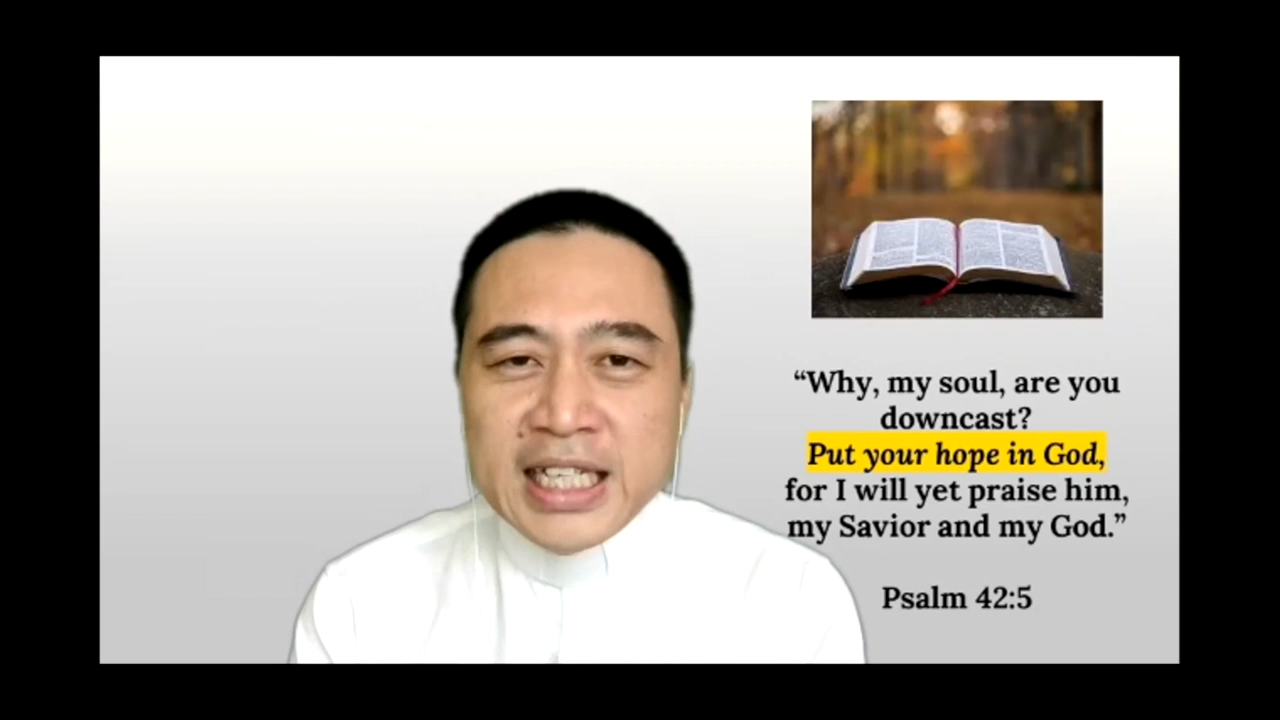 “Why, my soul, are you
downcast?
Put your hope in God,
for I will yet praise him,
my Savior and my God.”
Psalm 42:5